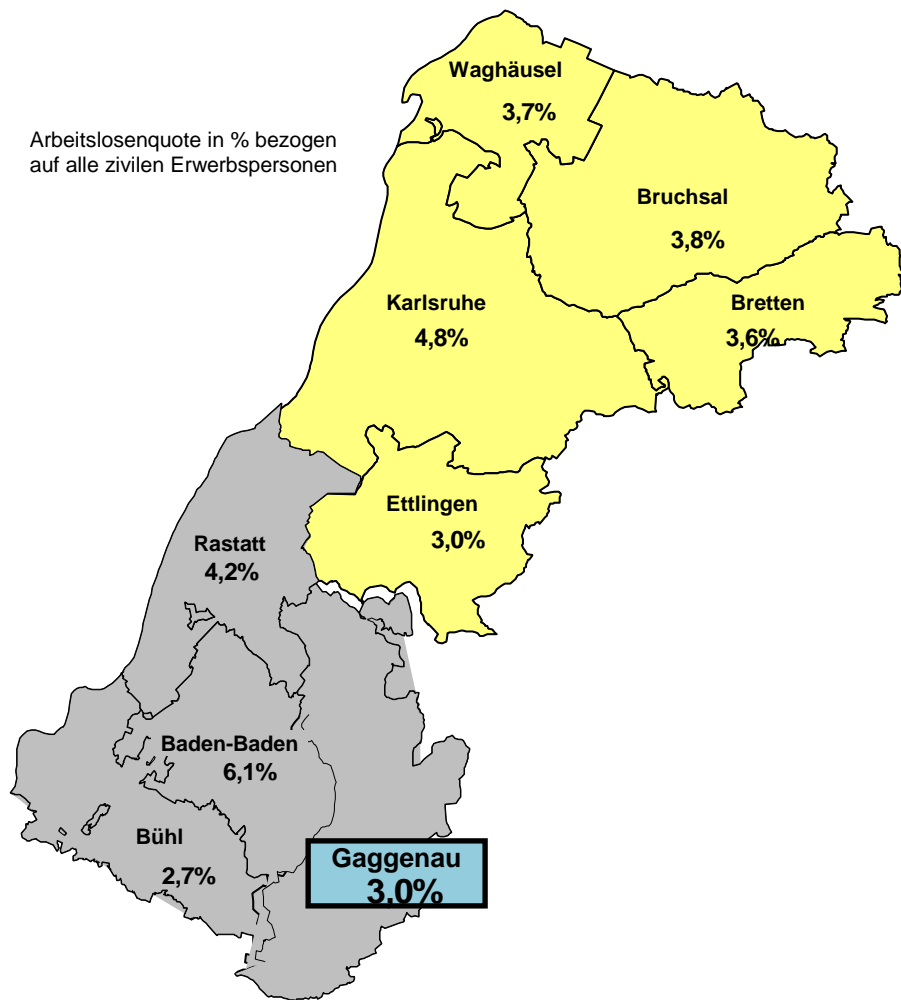 Waghäusel
3,7%
Arbeitslosenquote in % bezogen
auf alle zivilen Erwerbspersonen
Bruchsal
3,8%
Karlsruhe
4,8%
Bretten
3,6%
Ettlingen
3,0%
Rastatt
4,2%
Baden-Baden
6,1%
Bühl
2,7%
Gaggenau
3,0%